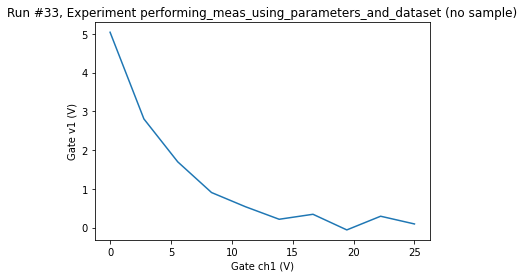 Run #33, Experiment performing_meas_using_parameters_and_dataset (no sample)
5
4
3
2
1
0
Gate v1 (V)
0 5 10 15 20 25
Gate ch1 (V)